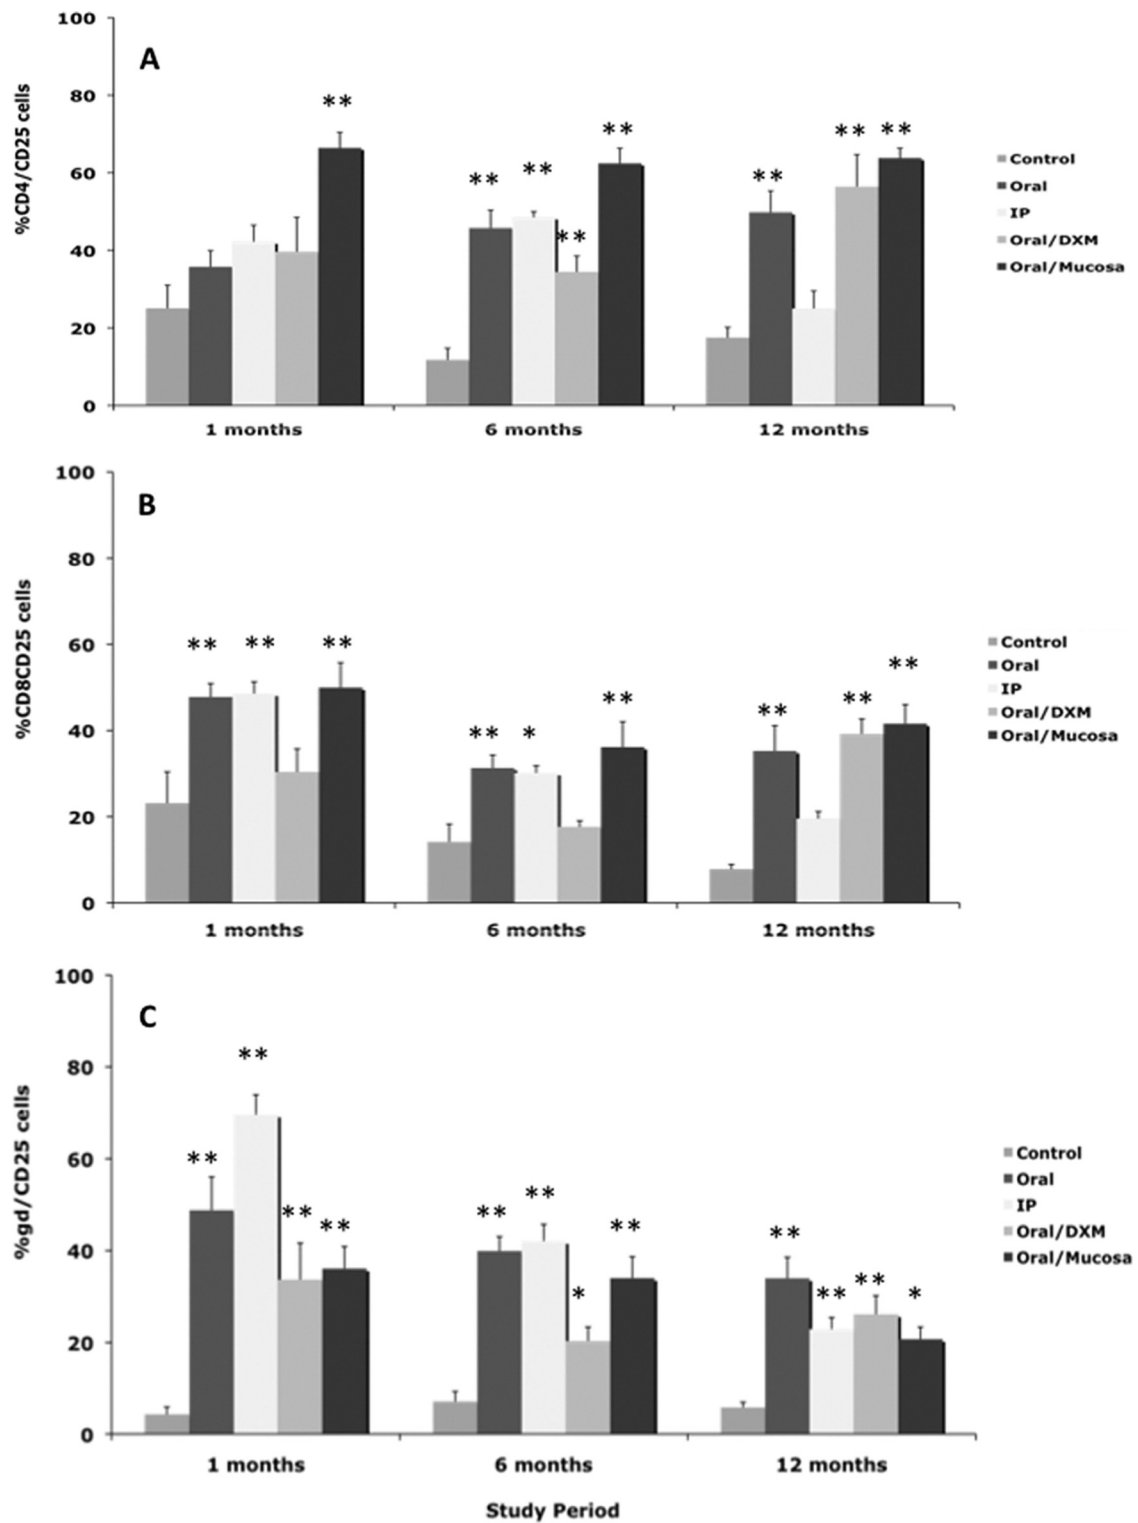 100
A
**
**
**
**
**
**
**
**
80
60
40
20
0
%CD4/CD25 cells
1 months
6 months
12 months
Control
Oral
IP
Oral/DXM
Oral/Mucosa
100
B
80
60
40
20
0
%CD8CD25 cells
**
**
**
**
*
**
**
**
**
1 months
6 months
12 months
Control
Oral
IP
Oral/DXM
Oral/Mucosa
100
C
80
60
40
20
0
%gd/CD25 cells
**
**
**
**
**
**
*
**
**
**
**
*
1 months
6 months
12 months
Control
Oral
IP
Oral/DXM
Oral/Mucosa
Study Period